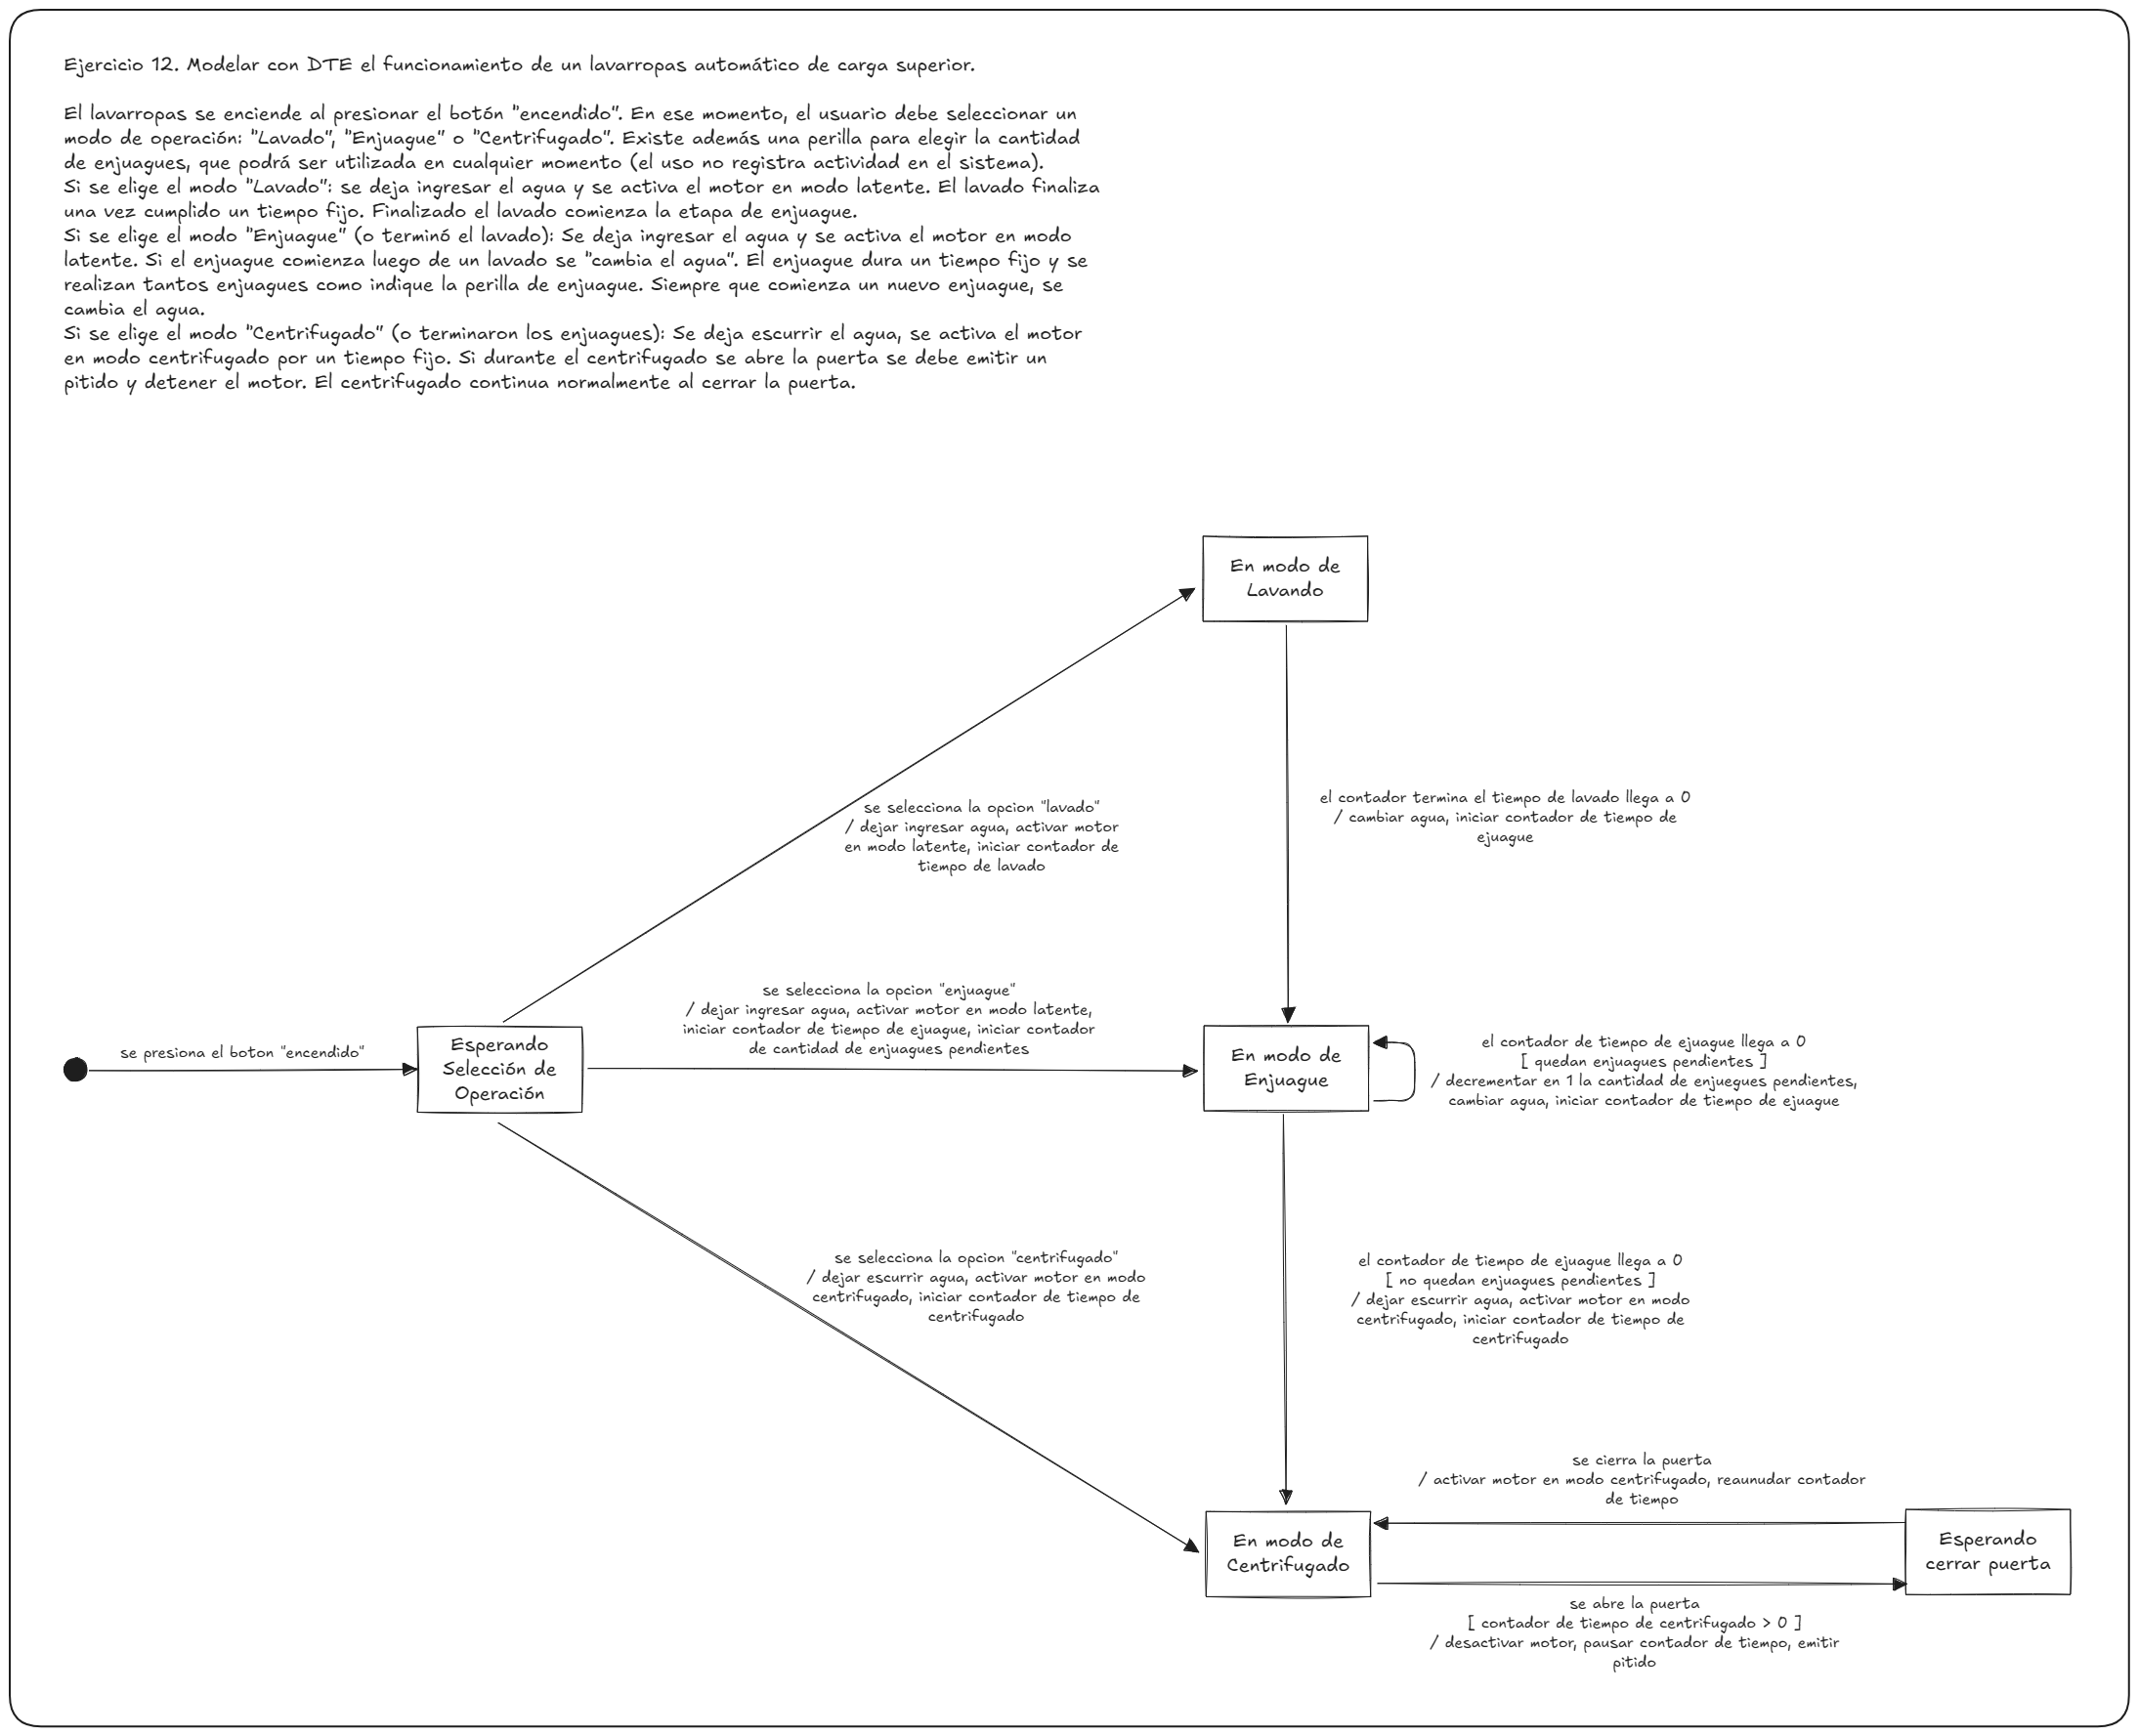 Ejercicio 12. Modelar con DTE el funcionamiento de un lavarropas automático de carga superior.
El lavarropas se enciende al presionar el botón "encendido". En ese momento, el usuario debe seleccionar un
modo de operación: "Lavado", "Enjuague" o "Centrifugado". Existe además una perilla para elegir la cantidad
de enjuagues, que podrá ser utilizada en cualquier momento (el uso no registra actividad en el sistema).
Si se elige el modo "Lavado": se deja ingresar el agua y se activa el motor en modo latente. El lavado finaliza
una vez cumplido un tiempo fijo. Finalizado el lavado comienza la etapa de enjuague.
Si se elige el modo "Enjuague" (o terminó el lavado): Se deja ingresar el agua y se activa el motor en modo
latente. Si el enjuague comienza luego de un lavado se "cambia el agua". El enjuague dura un tiempo fijo y se
realizan tantos enjuagues como indique la perilla de enjuague. Siempre que comienza un nuevo enjuague, se
cambia el agua.
Si se elige el modo "Centrifugado" (o terminaron los enjuagues): Se deja escurrir el agua, se activa el motor
en modo centrifugado por un tiempo fijo. Si durante el centrifugado se abre la puerta se debe emitir un
pitido y detener el motor. El centrifugado continua normalmente al cerrar la puerta.
En modo de
Lavando
se selecciona la opcion "lavado"
/ dejar ingresar agua, activar motor
en modo latente, iniciar contador de
tiempo de lavado
el contador termina el tiempo de lavado llega a 0
/ cambiar agua, iniciar contador de tiempo de
ejuague
se presiona el boton "encendido"
Esperando
Selección de
Operación
se selecciona la opcion "enjuague"
/ dejar ingresar agua, activar motor en modo latente,
iniciar contador de tiempo de ejuague, iniciar contador
de cantidad de enjuagues pendientes
En modo de
Enjuague
el contador de tiempo de ejuague llega a 0
[ quedan enjuagues pendientes ]
/ decrementar en 1 la cantidad de enjuegues pendientes,
cambiar agua, iniciar contador de tiempo de ejuague
se selecciona la opcion "centrifugado"
/ dejar escurrir agua, activar motor en modo
centrifugado, iniciar contador de tiempo de
centrifugado
el contador de tiempo de ejuague llega a 0
[ no quedan enjuagues pendientes ]
/ dejar escurrir agua, activar motor en modo
centrifugado, iniciar contador de tiempo de
centrifugado
se cierra la puerta
/ activar motor en modo centrifugado, reaunudar contador
de tiempo
En modo de
Centrifugado
Esperando
cerrar puerta
se abre la puerta
[ contador de tiempo de centrifugado > 0 ]
/ desactivar motor, pausar contador de tiempo, emitir
pitido